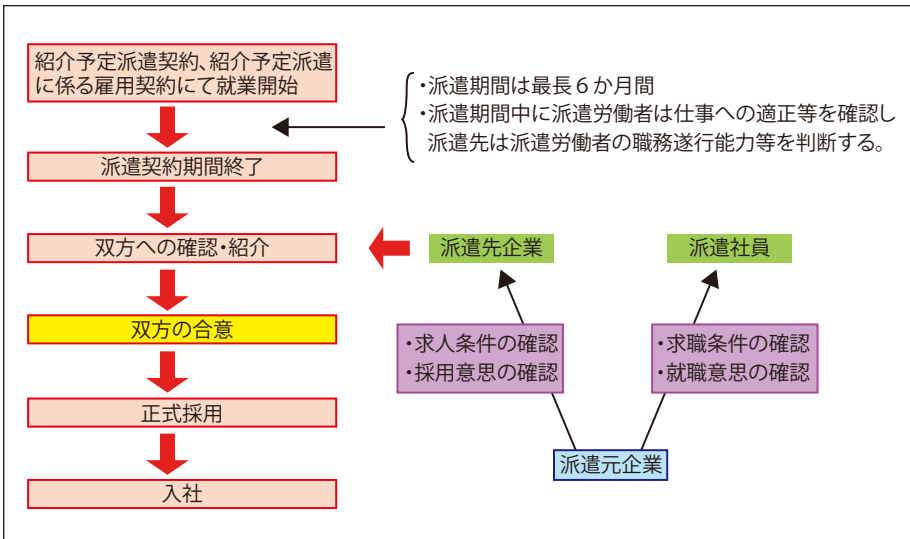 紹介予定派遣契約、紹介予定派遣
に係る雇用契約にて就業開始
・派遣期間は最長６か月間
・派遣期間中に派遣労働者は仕事への適正等を確認し
派遣先は派遣労働者の職務遂行能力等を判断する。
派遣契約期間終了
双方への確認・紹介
派遣先企業
派遣社員
双方の合意
・求人条件の確認
・採用意思の確認
・求職条件の確認
・就職意思の確認
正式採用
派遣元企業
入社